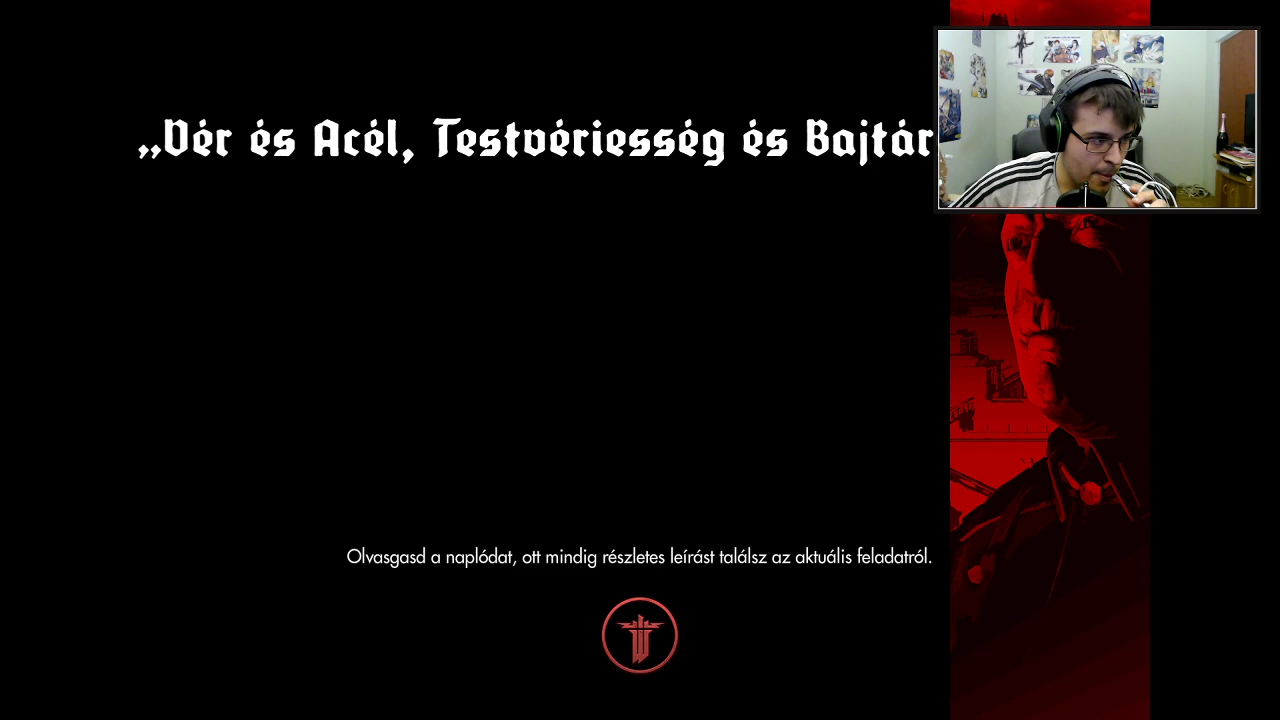 „Vér és Acél, Testvériesség és Bajtár
Olvasgasd a naplódat, ott mindig részletes leírást találsz az aktuális feladatról.